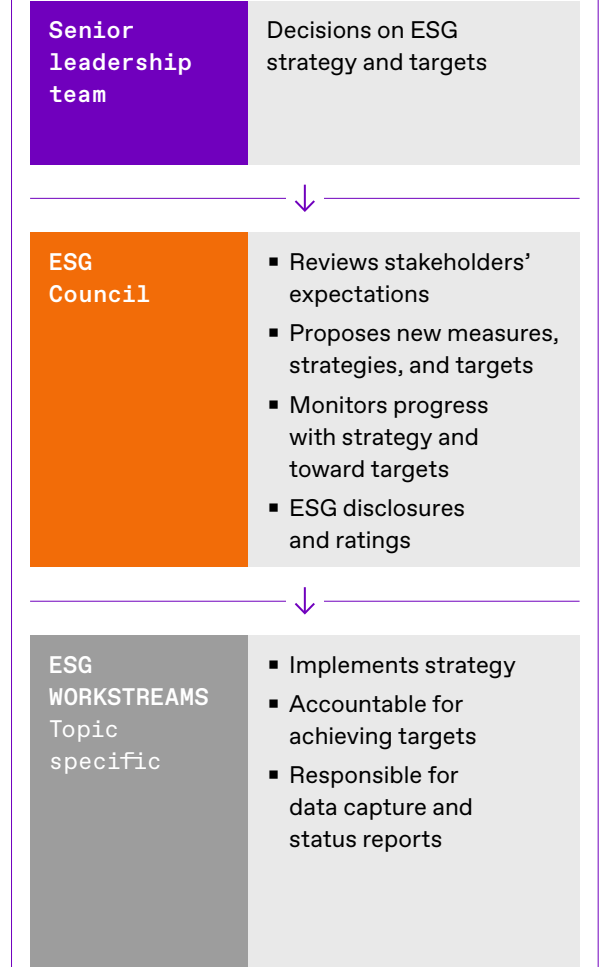 Senior
leadership
team
Decisions on ESG
strategy and targets
ESG
Council
▪ Reviews stakeholders’
expectations
▪ Proposes new measures,
strategies, and targets
▪ Monitors progress
with strategy and
toward targets
▪ ESG disclosures
and ratings
ESG
WORKSTREAMS
Topic
specific
▪ Implements strategy
▪ Accountable for
achieving targets
▪ Responsible for
data capture and
status reports